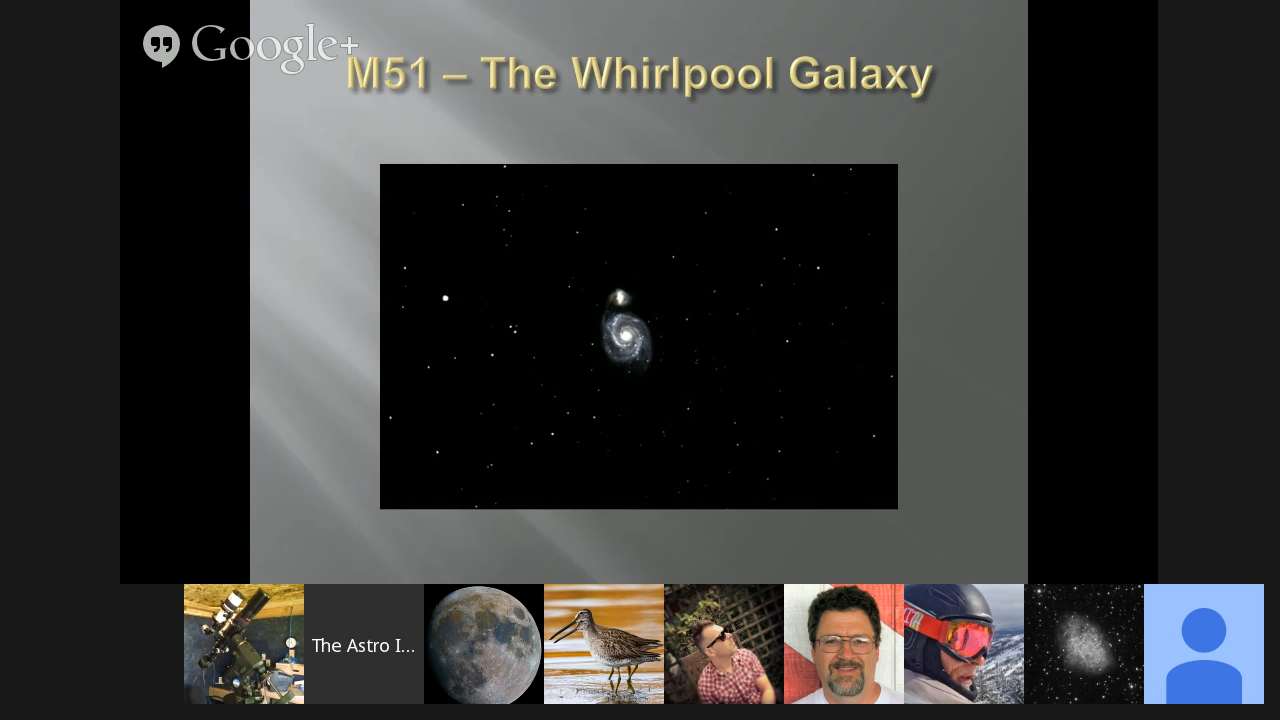 Google+
M51 – The Whirlpool Galaxy
The Astro I...